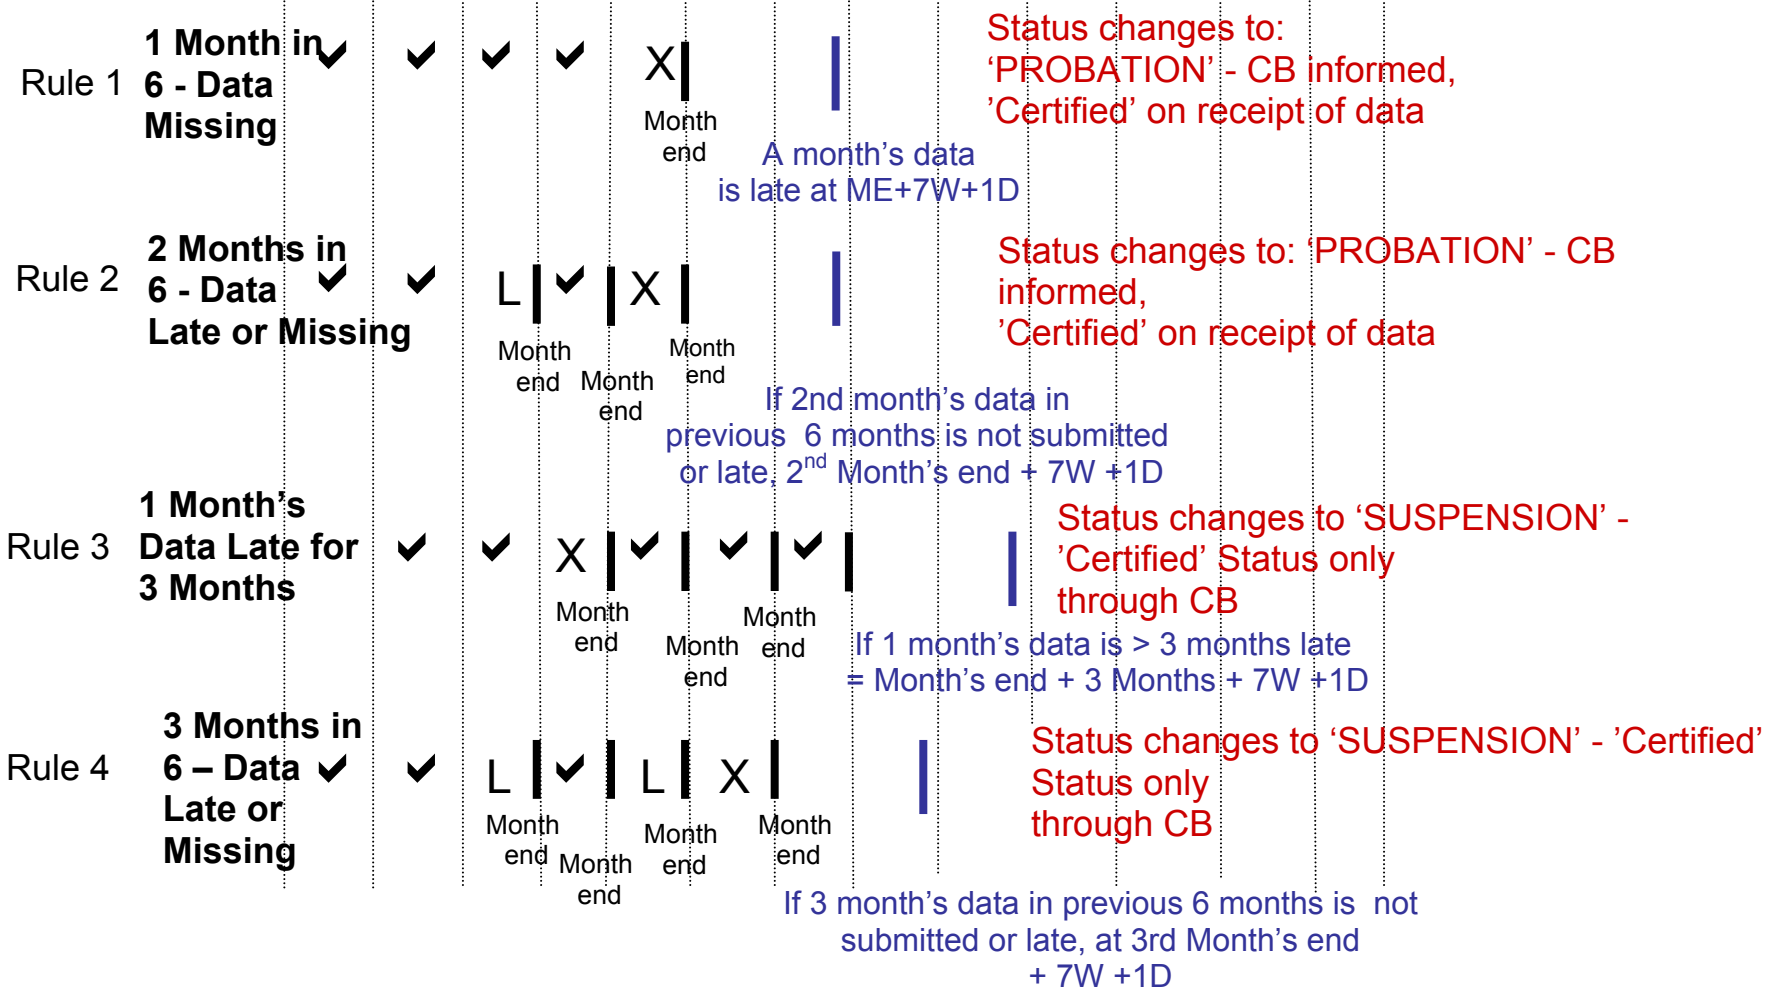 Rule 1
1 Month in
6 - Data
Missing
X
Month
end
Status changes to:
‘PROBATION’ - CB informed,
’Certified’ on receipt of data
A month’s data
is late at ME+7W+1D
Rule 2
2 Months in
6 - Data
Late or Missing
L
X
Month
end
Month
end
Month
end
Status changes to: ‘PROBATION’ - CB
informed,
’Certified’ on receipt of data
If 2nd month’s data in
previous 6 months is not submitted
or late, 2nd Month’s end + 7W +1D
Rule 3
1 Month’s
Data Late for
3 Months
X
Month
end
Month
end
Month
end
Status changes to ‘SUSPENSION’ -
’Certified’ Status only
through CB
If 1 month’s data is > 3 months late
= Month’s end + 3 Months + 7W +1D
Rule 4
3 Months in
6 – Data
Late or
Missing
L
L
X
Month
end
Month
end
Month
end
Month
end
Status changes to ‘SUSPENSION’ - ’Certified’
Status only
through CB
If 3 month’s data in previous 6 months is not
submitted or late, at 3rd Month’s end
+ 7W +1D